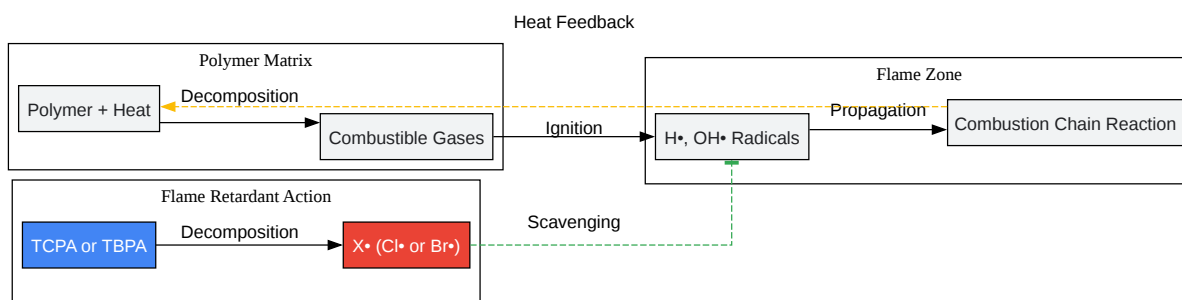 Heat Feedback
Polymer Matrix
Flame Zone
Polymer + Heat
Decomposition
Combustible Gases
Ignition
H•, OH• Radicals
Propagation
Combustion Chain Reaction
Flame Retardant Action
TCPA or TBPA
Decomposition
X• (Cl• or Br•)
Scavenging